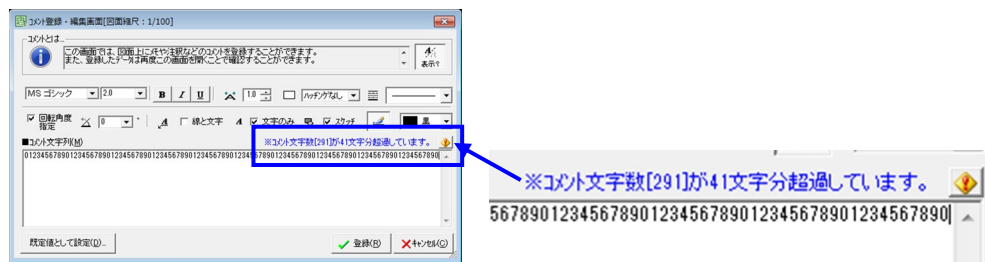 コメント登録・編集画面[図面縮尺：1/100]
コメントとは...
この画面では、図面上にメモや注釈などのコメントを登録することができます。
また、登録したデータは再度この画面を開くことで確認することができます。
表示↑
MS ゴシック 2.0 B I U 1.0 ハッチングなし
回転角度指定 0 ° A 線と文字 A 文字のみ スケッチ 黒
■コメント文字列(M) ※コメント文字数[291]が41文字分超過しています。
既定値として設定(D)... 登録(R) キャンセル(C)
※コメント文字数[291]が41文字分超過しています。
5678901234567890123456789012345678901234567890